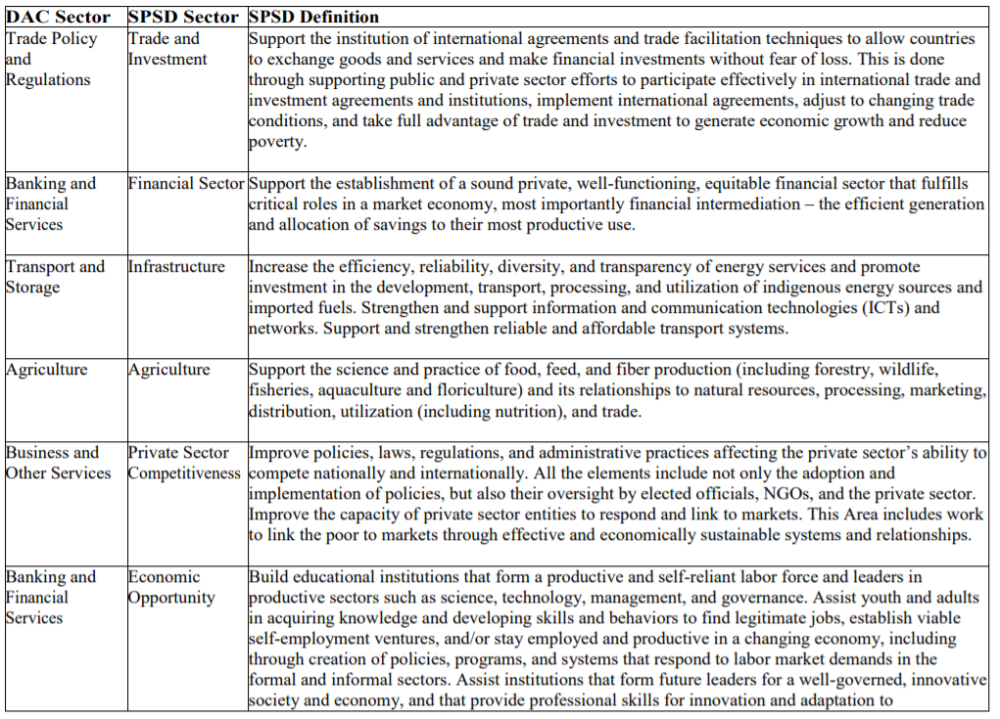 DAC Sector SPSD Sector SPSD Definition
Trade Policy and Regulations
Trade and Investment
Support the institution of international agreements and trade facilitation techniques to allow countries
to exchange goods and services and make financial investments without fear of loss. This is done
through supporting public and private sector efforts to participate effectively in international trade and
investment agreements and institutions, implement international agreements, adjust to changing trade
conditions, and take full advantage of trade and investment to generate economic growth and reduce
poverty.
Banking and
Financial
Services
Financial Sector
Support the establishment of a sound private, well-functioning, equitable financial sector that fulfills
critical roles in a market economy, most importantly financial intermediation – the efficient generation
and allocation of savings to their most productive use.
Transport and
Storage
Infrastructure
Increase the efficiency, reliability, diversity, and transparency of energy services and promote
investment in the development, transport, processing, and utilization of indigenous energy sources and
imported fuels. Strengthen and support information and communication technologies (ICTs) and
networks. Support and strengthen reliable and affordable transport systems.
Agriculture
Agriculture
Support the science and practice of food, feed, and fiber production (including forestry, wildlife,
fisheries, aquaculture and floriculture) and its relationships to natural resources, processing, marketing,
distribution, utilization (including nutrition), and trade.
Business and
Other Services
Private Sector
Competitiveness
Improve policies, laws, regulations, and administrative practices affecting the private sector's ability to
compete nationally and internationally. All the elements include not only the adoption and
implementation of policies, but also their oversight by elected officials, NGOs, and the private sector.
Improve the capacity of private sector entities to respond and link to markets. This Area includes work
to link the poor to markets through effective and economically sustainable systems and relationships.
Banking and
Financial
Services
Economic
Opportunity
Build educational institutions that form a productive and self-reliant labor force and leaders in
productive sectors such as science, technology, management, and governance. Assist youth and adults
in acquiring knowledge and developing skills and behaviors to find legitimate jobs, establish viable
self-employment ventures, and/or stay employed and productive in a changing economy, including
through creation of policies, programs, and systems that respond to labor market demands in the
formal and informal sectors. Assist institutions that form future leaders for a well-governed, innovative
society and economy, and that provide professional skills for innovation and adaptation to